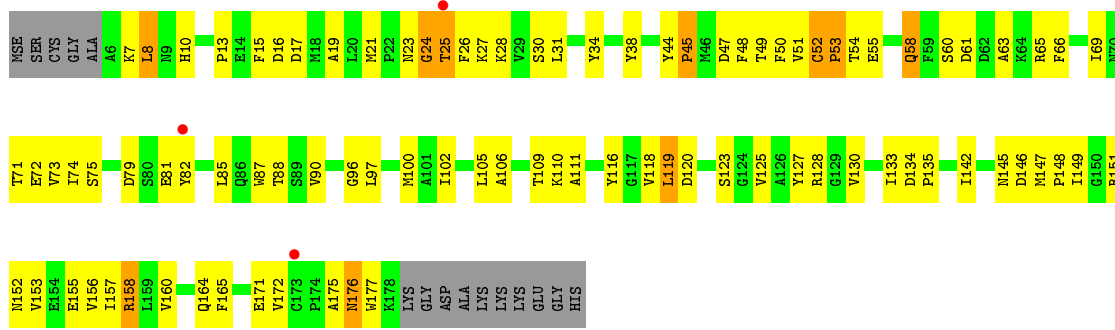 MSE SER CYS GLY ALA A6 K7 L8 N9 H10 P13 E14 F15 D16 D17 M18 A19 L20 M21 P22 N23 G24 T25 F26 K27 K28 V29 S30 L31 Y34 Y38 Y44 P45 M46 D47 F48 T49 F50 V51 C52 P53 T54 E55 Q58 F59 S60 D61 D62 A63 K64 R65 F66 I69 N70
T71 E72 V73 I74 S75 D79 S80 E81 Y82 L85 Q86 W87 T88 S89 V90 G96 L97 M100 A101 I102 L105 A106 T109 K110 A111 Y116 G117 V118 L119 D120 S123 G124 V125 A126 Y127 R128 G129 V130 I133 D134 P135 I142 N145 D146 M147 P148 I149 G150 R151
N152 V153 E154 E155 V156 I157 R158 L159 V160 Q164 F165 E171 V172 C173 P174 A175 N176 W177 K178 LYS GLY ASP ALA LYS LYS LYS GLU GLY HIS